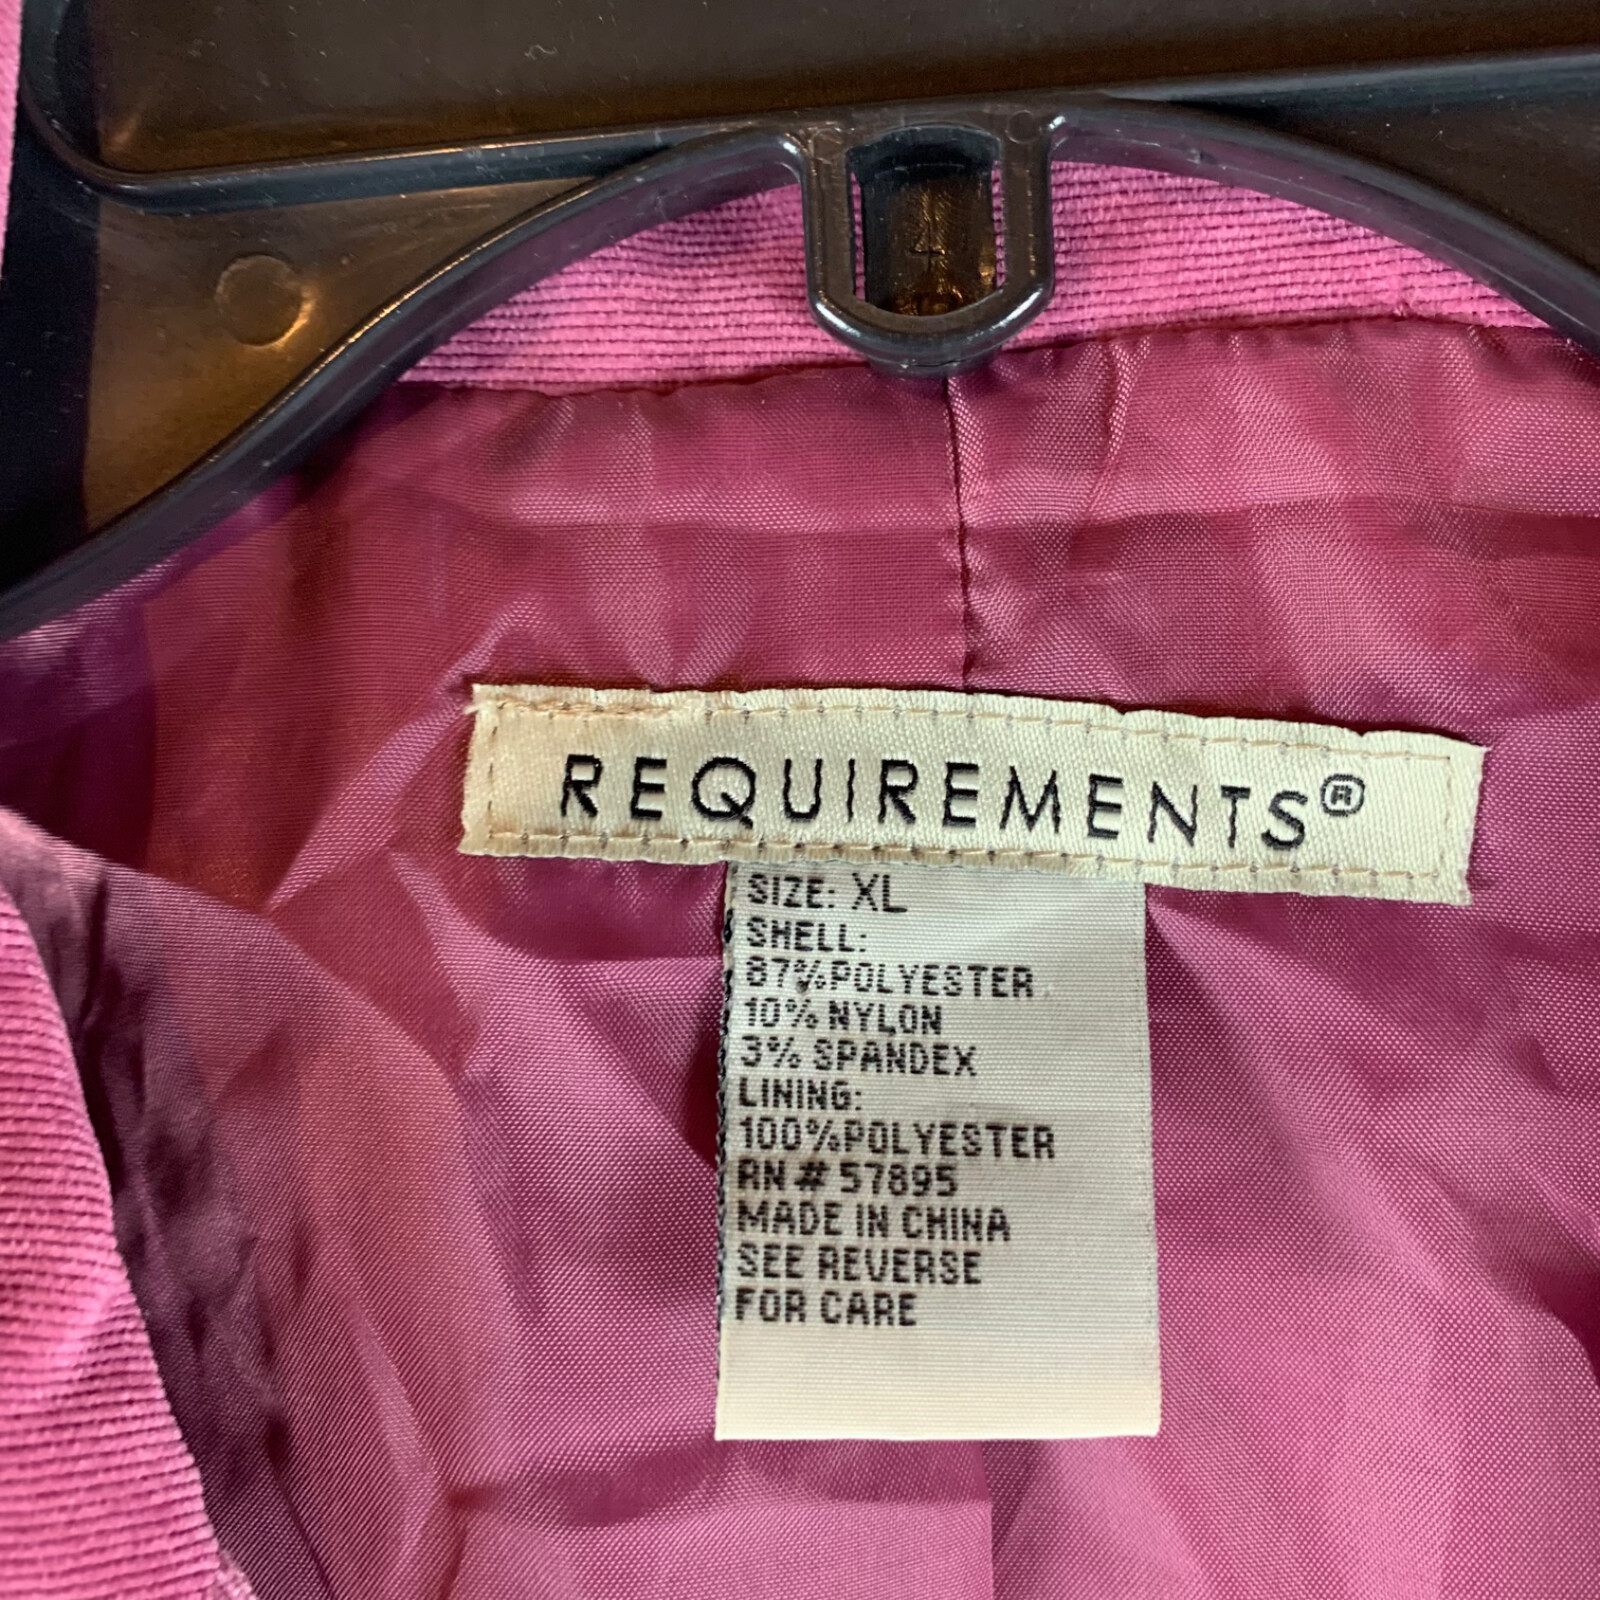 4
REQUIREMENTS®
SIZE: XL
SHELL:
87%POLYESTER
10% NYLON
3% SPANDEX
LINING:
100%POLYESTER
RN # 57895
MADE IN CHINA
SEE REVERSE
FOR CARE